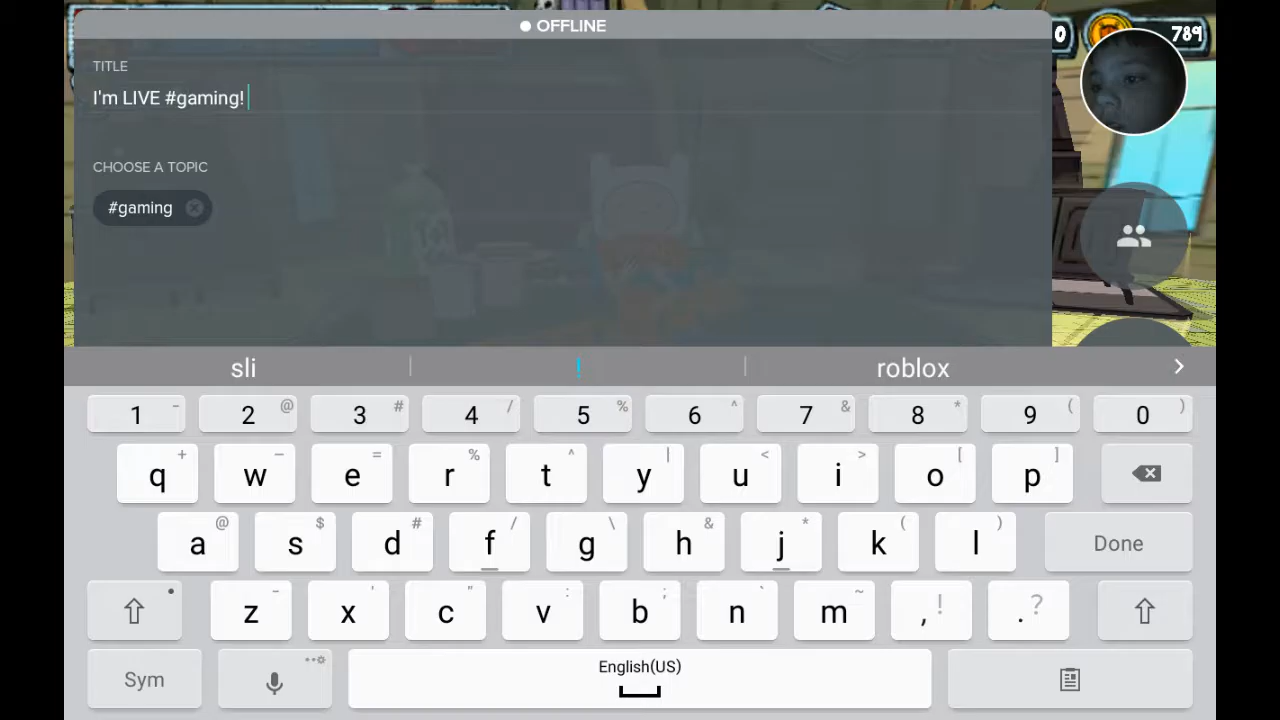 OFFLINE
0 789
TITLE
I'm LIVE #gaming!
CHOOSE A TOPIC
#gaming
sli ! roblox
1 - 2 @ 3 # 4 / 5 % 6 ^ 7 & 8 * 9 ( 0 )
q + w − e = r % t ^ y | u < i > o [ p ]
a @ s $ d # f / g \ h & j * k ( l ) Done
z - x ' c " v : b ; n ` m ~ , ! . ?
Sym English(US)